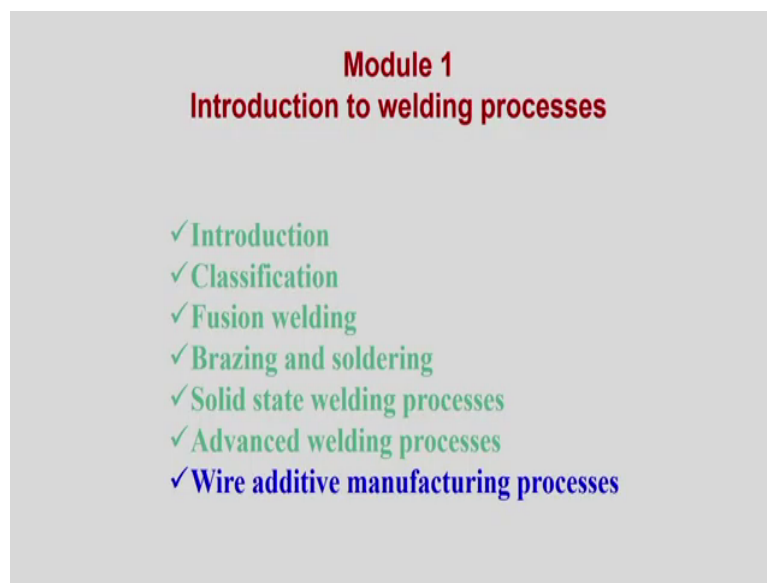 Module 1
Introduction to welding processes
✓Introduction
✓Classification
✓Fusion welding
✓Brazing and soldering
✓Solid state welding processes
✓Advanced welding processes
✓Wire additive manufacturing processes